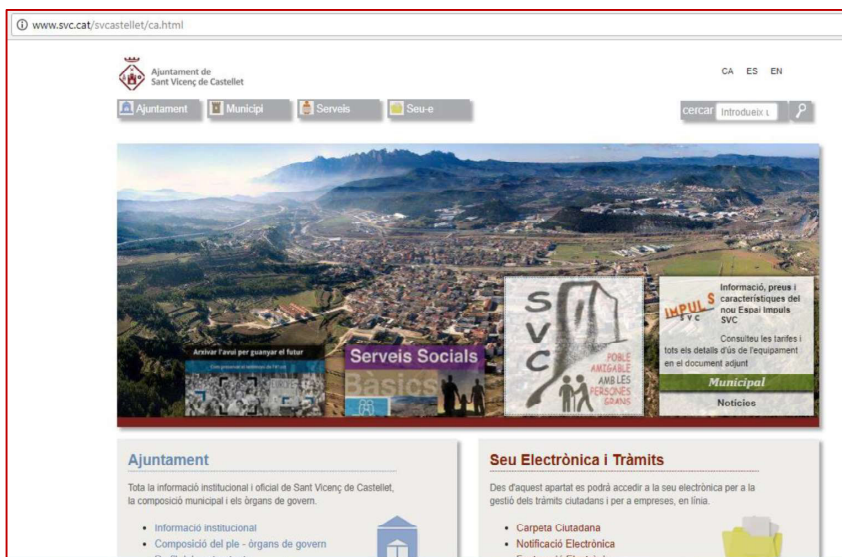 www.svc.cat/svcastellet/ca.html
Ajuntament de
Sant Vicenç de Castellet
CA ES EN
Ajuntament Municipi Serveis Seu-e
cercar Introdueix u
Arxivar l'avui per guanyar el futur
Serveis Socials
Bàsics
SVC
POBLE
AMIGABLE
AMB LES
PERSONES
GRANS
IMPULS
SVC
Informació, preus i
característiques del
nou Espai Impuls
SVC
Consulteu les tarifes i
tots els detalls d'ús de l'equipament
en el document adjunt
Municipal
Notícies
Ajuntament
Tota la informació institucional i oficial de Sant Vicenç de Castellet,
la composició municipal i els òrgans de govern.
• Informació institucional
• Composició del ple - òrgans de govern
Seu Electrònica i Tràmits
Des d'aquest apartat es podrà accedir a la seu electrònica per a la
gestió dels tràmits ciutadans i per a empreses, en línia.
• Carpeta Ciutadana
• Notificació Electrònica